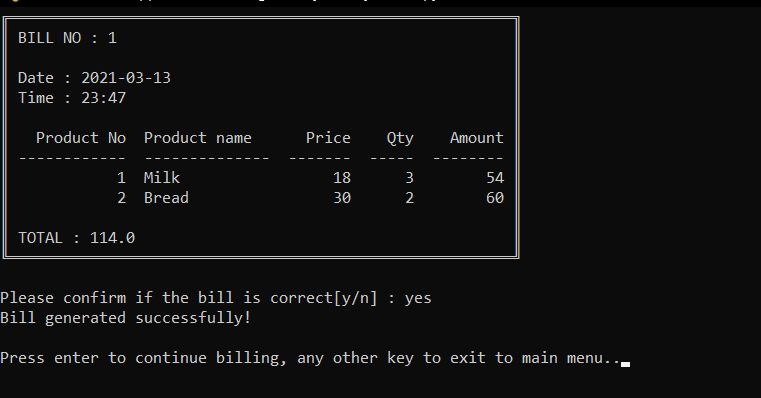 BILL NO : 1
Date : 2021-03-13
Time : 23:47
Product No  Product name      Price    Qty    Amount
------------  --------------  -------  -----  --------
1  Milk                 18      3        54
2  Bread                30      2        60
TOTAL : 114.0
Please confirm if the bill is correct[y/n] : yes
Bill generated successfully!
Press enter to continue billing, any other key to exit to main menu..